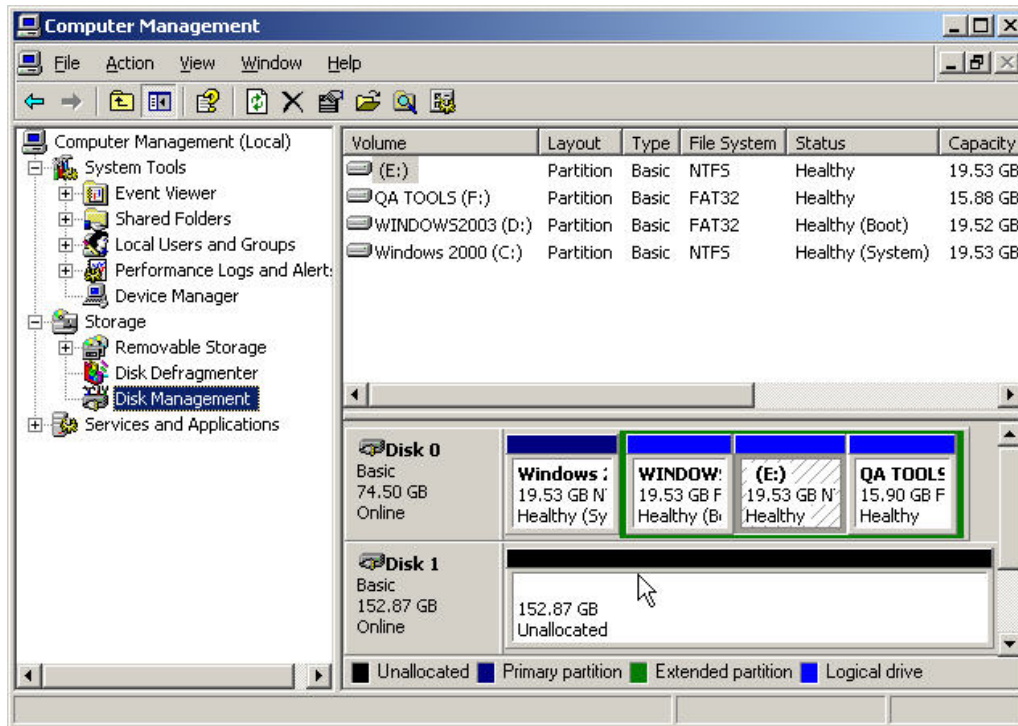 Computer Management
File Action View Window Help
Computer Management (Local)
System Tools
Event Viewer
Shared Folders
Local Users and Groups
Performance Logs and Alert:
Device Manager
Storage
Removable Storage
Disk Defragmenter
Disk Management
Services and Applications
Volume Layout Type File System Status Capacity
(E:) Partition Basic NTFS Healthy 19.53 GB
QA TOOLS (F:) Partition Basic FAT32 Healthy 15.88 GB
WINDOWS2003 (D:) Partition Basic FAT32 Healthy (Boot) 19.52 GB
Windows 2000 (C:) Partition Basic NTFS Healthy (System) 19.53 GB
Disk 0
Basic
74.50 GB
Online
Windows :
19.53 GB N
Healthy (Sy
WINDOW:
19.53 GB F
Healthy (B
(E:)
19.53 GB N
Healthy
QA TOOLS
15.90 GB F
Healthy
Disk 1
Basic
152.87 GB
Online
152.87 GB
Unallocated
Unallocated Primary partition Extended partition Logical drive